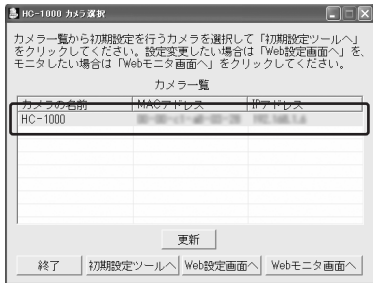 HC-1000 カメラ選択
カメラ一覧から初期設定を行うカメラを選択して「初期設定ツールへ」
をクリックしてください。設定変更したい場合は「Web設定画面へ」を、
モニタしたい場合は「Webモニタ画面へ」をクリックしてください。
カメラ一覧
カメラの名前 MACアドレス IPアドレス
HC-1000
更新
終了 初期設定ツールへ Web設定画面へ Webモニタ画面へ